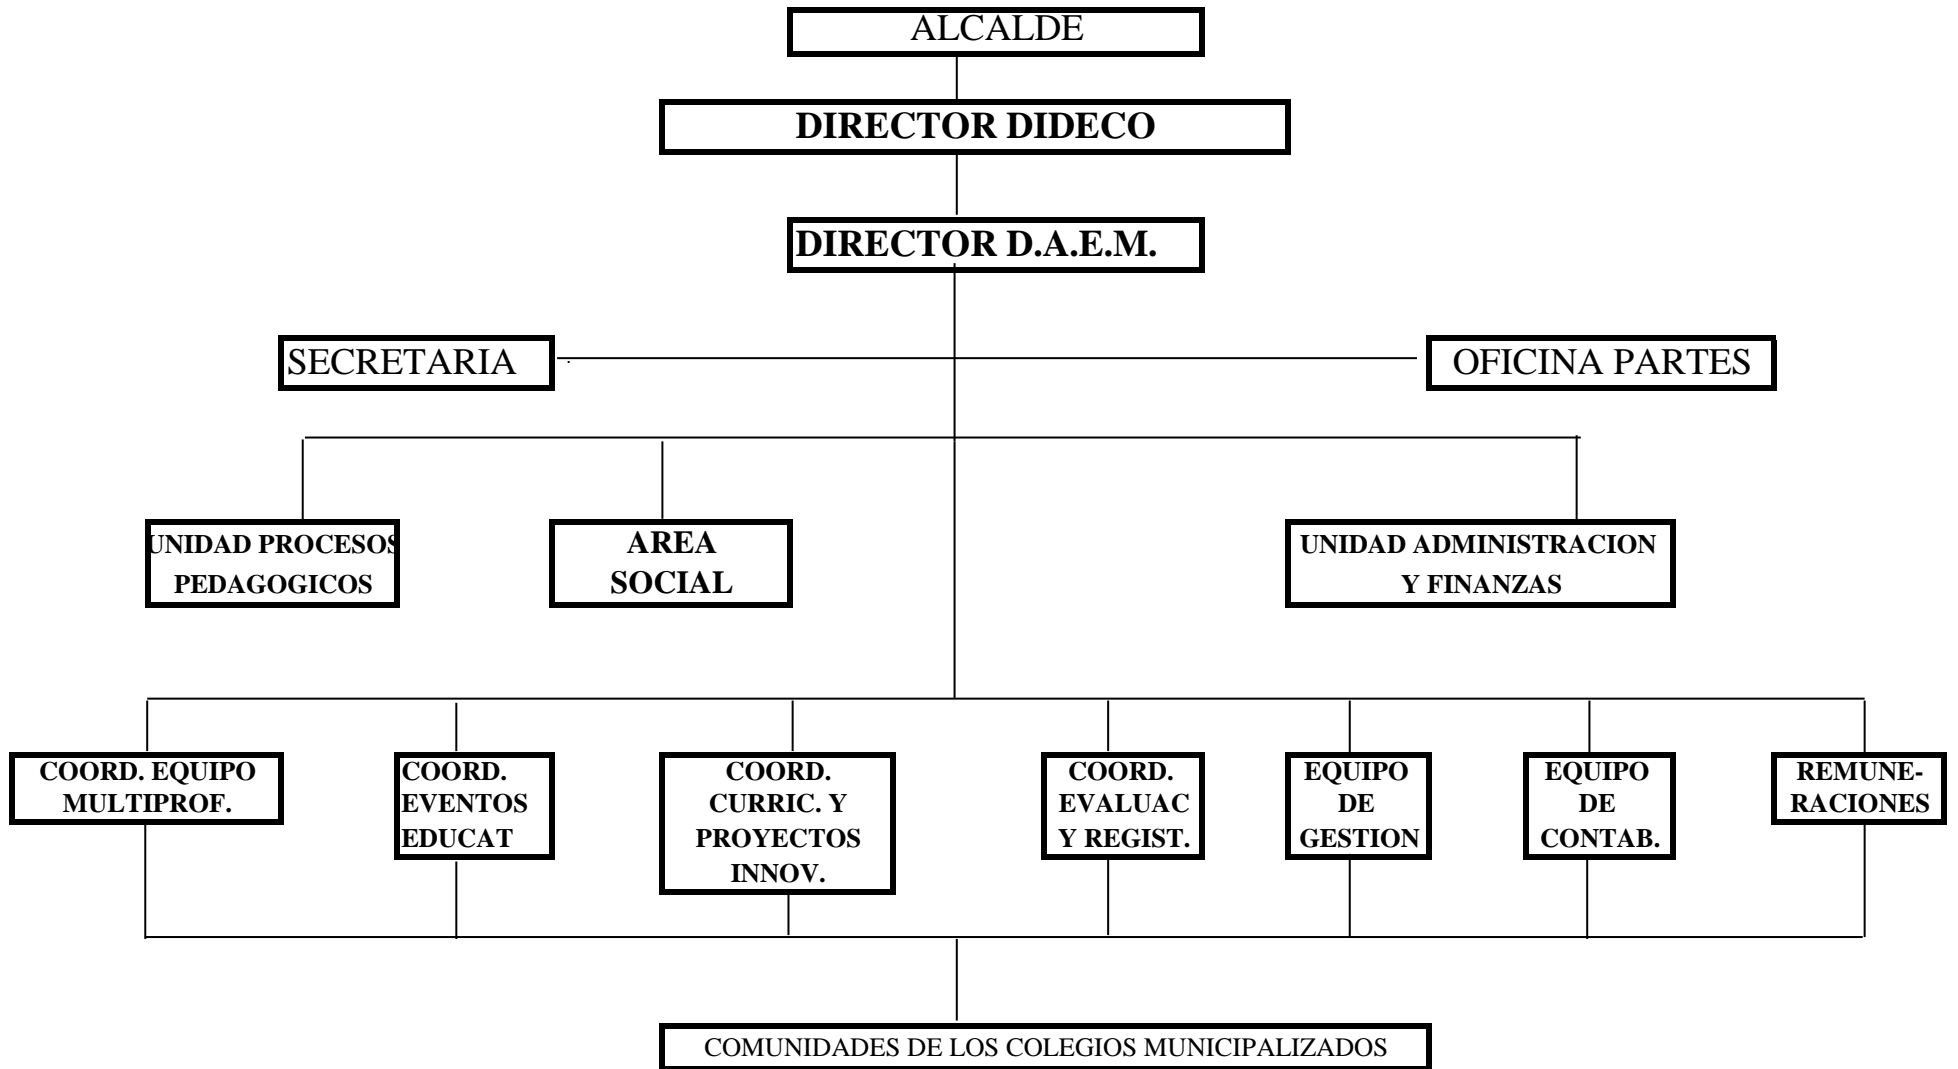 ALCALDE
DIRECTOR DIDECO
DIRECTOR D.A.E.M.
SECRETARIA
OFICINA PARTES
UNIDAD PROCESOS
PEDAGOGICOS
AREA
SOCIAL
UNIDAD ADMINISTRACION
Y FINANZAS
COORD. EQUIPO
MULTIPROF.
COORD.
EVENTOS
EDUCAT
COORD.
CURRIC. Y
PROYECTOS
INNOV.
COORD.
EVALUAC
Y REGIST.
EQUIPO
DE
GESTION
EQUIPO
DE
CONTAB.
REMUNE-
RACIONES
COMUNIDADES DE LOS COLEGIOS MUNICIPALIZADOS